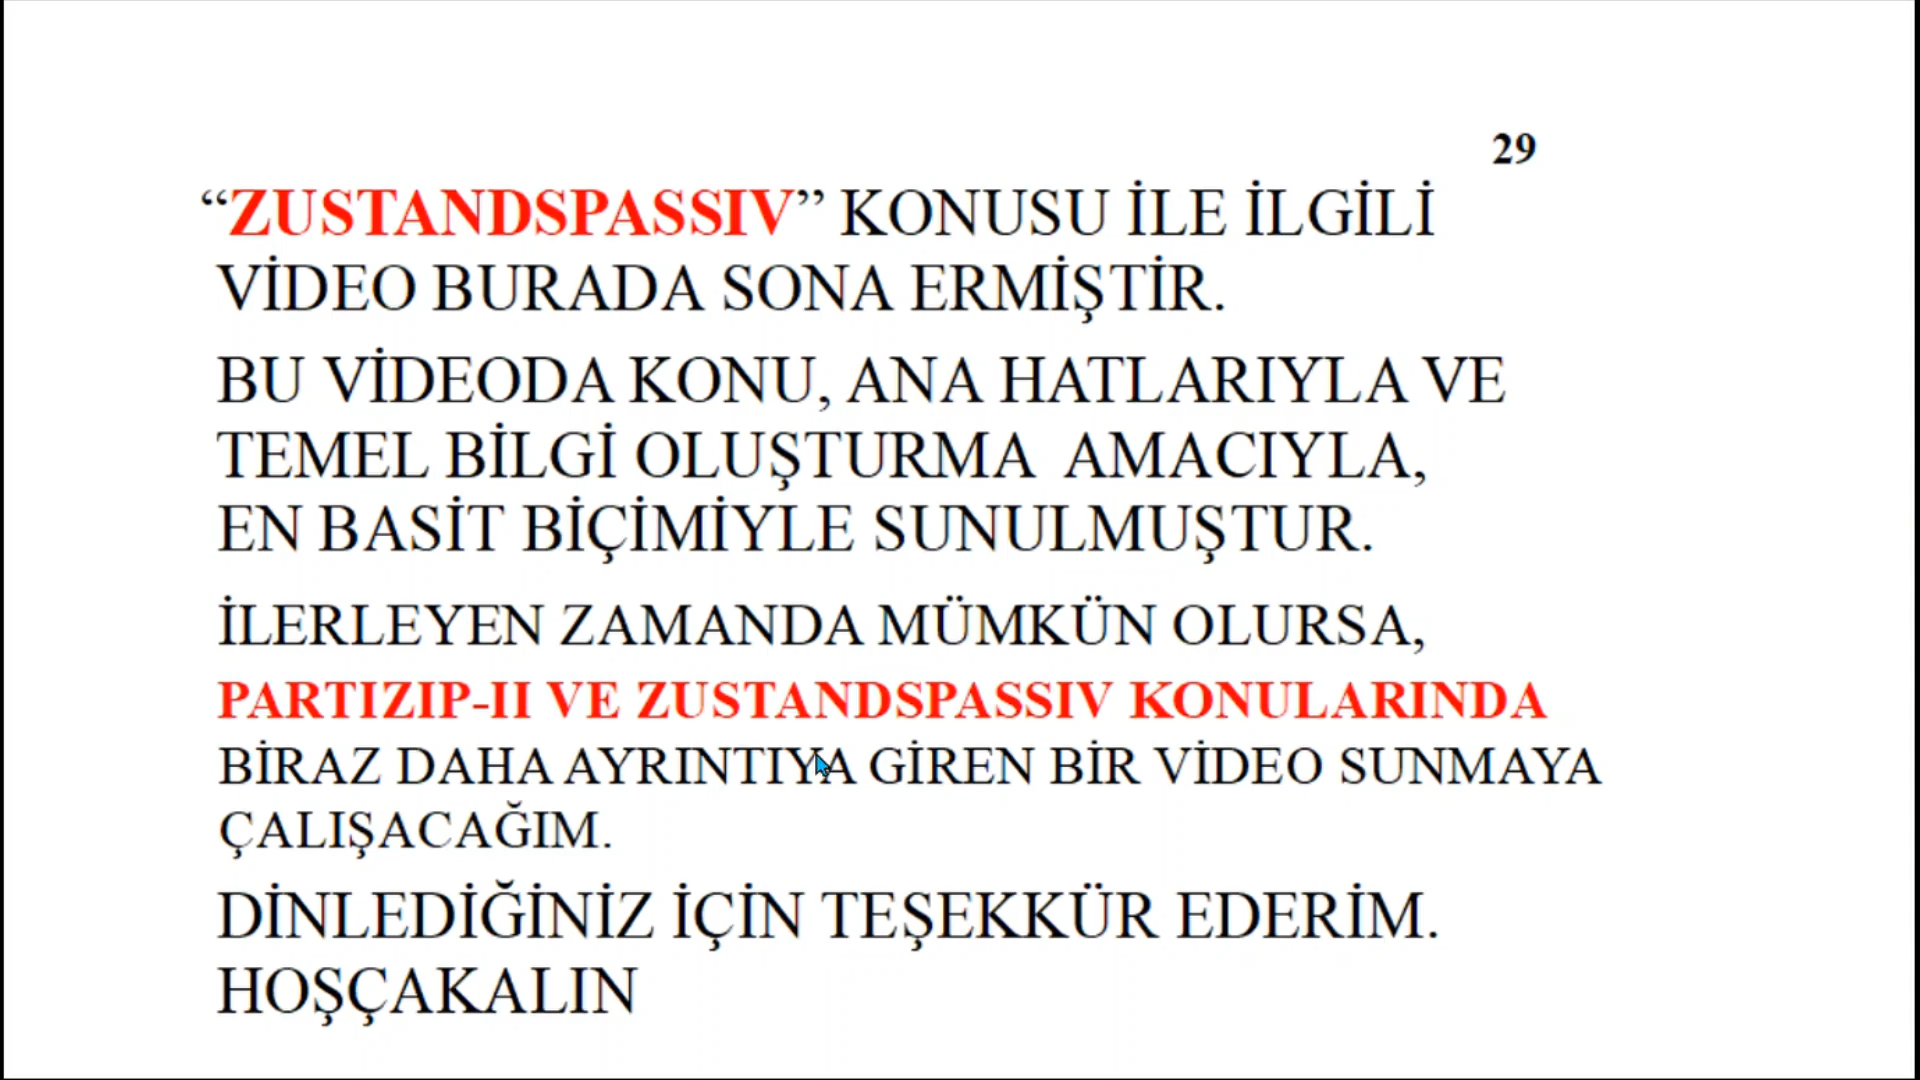 29
“ZUSTANDSPASSIV” KONUSU İLE İLGİLİ
VİDEO BURADA SONA ERMİŞTİR.
BU VİDEODA KONU, ANA HATLARIYLA VE
TEMEL BİLGİ OLUŞTURMA AMACIYLA,
EN BASİT BİÇİMİYLE SUNULMUŞTUR.
İLERLEYEN ZAMANDA MÜMKÜN OLURSA,
PARTIZIP-II VE ZUSTANDSPASSIV KONULARINDA
BİRAZ DAHA AYRINTIYA GİREN BİR VİDEO SUNMAYA
ÇALIŞACAĞIM.
DİNLEDİĞİNİZ İÇİN TEŞEKKÜR EDERİM.
HOŞÇAKALIN